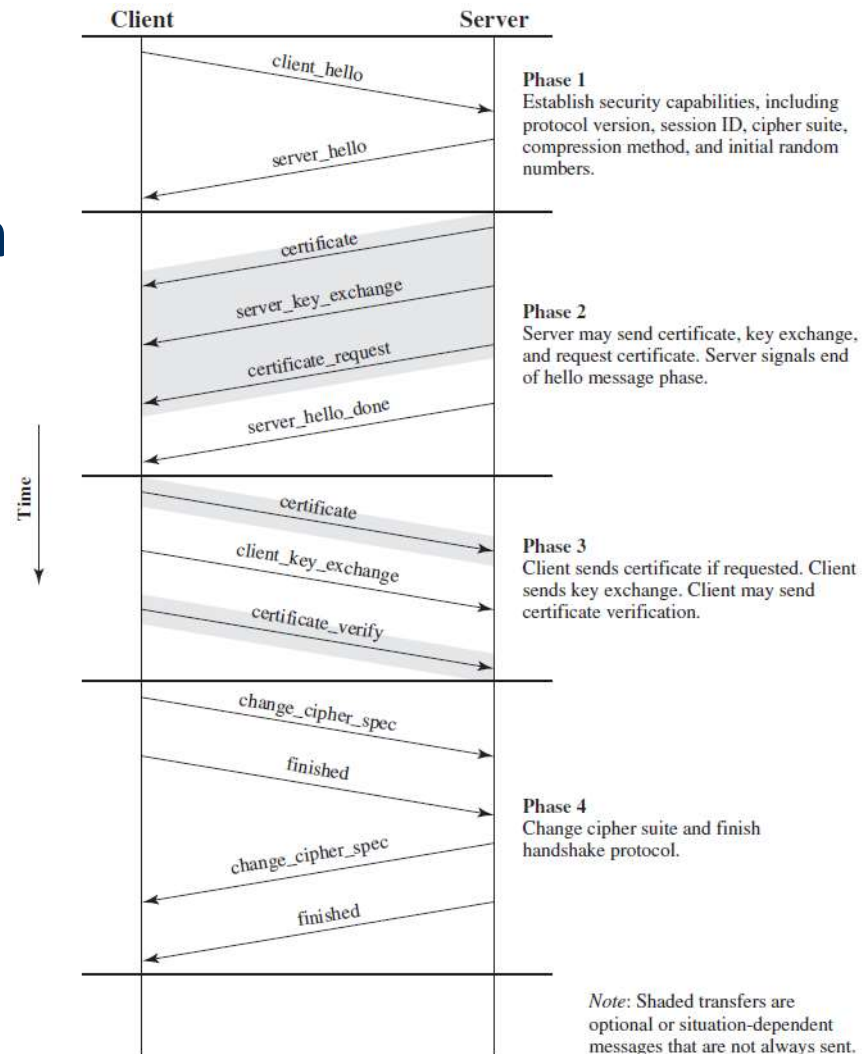 Client
Server
client_hello
Phase 1
Establish security capabilities, including
protocol version, session ID, cipher suite,
compression method, and initial random
numbers.
server_hello
n
certificate
server_key_exchange
certificate_request
server_hello_done
Phase 2
Server may send certificate, key exchange,
and request certificate. Server signals end
of hello message phase.
Time
certificate
client_key_exchange
certificate_verify
Phase 3
Client sends certificate if requested. Client
sends key exchange. Client may send
certificate verification.
change_cipher_spec
finished
change_cipher_spec
finished
Phase 4
Change cipher suite and finish
handshake protocol.
Note: Shaded transfers are
optional or situation-dependent
messages that are not always sent.